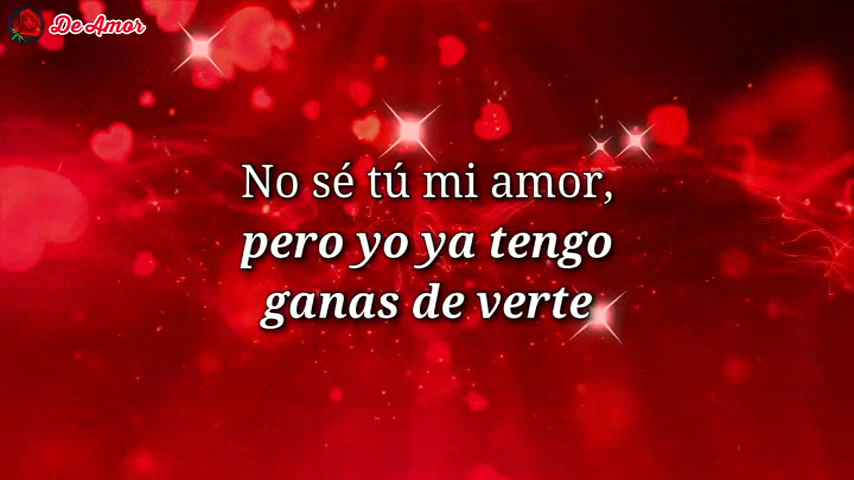 De Amor
No sé tú mi amor,
pero yo ya tengo
ganas de verte